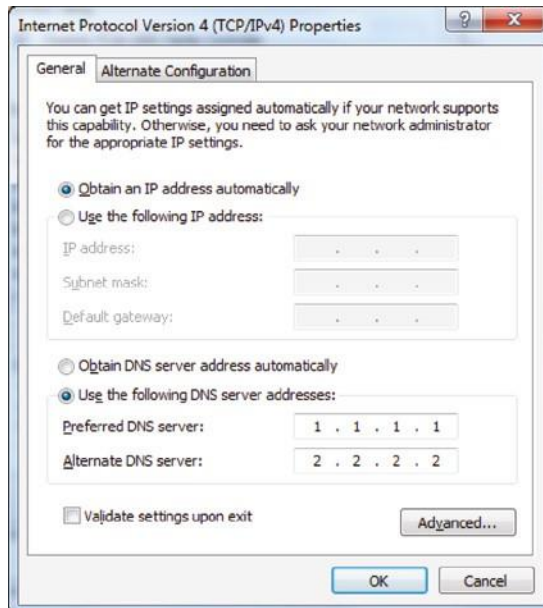 Internet Protocol Version 4 (TCP/IPv4) Properties
General
Alternate Configuration
You can get IP settings assigned automatically if your network supports
this capability. Otherwise, you need to ask your network administrator
for the appropriate IP settings.
Obtain an IP address automatically
Use the following IP address:
IP address:
Subnet mask:
Default gateway:
Obtain DNS server address automatically
Use the following DNS server addresses:
Preferred DNS server: 1 . 1 . 1 . 1
Alternate DNS server: 2 . 2 . 2 . 2
Validate settings upon exit
Advanced...
OK Cancel